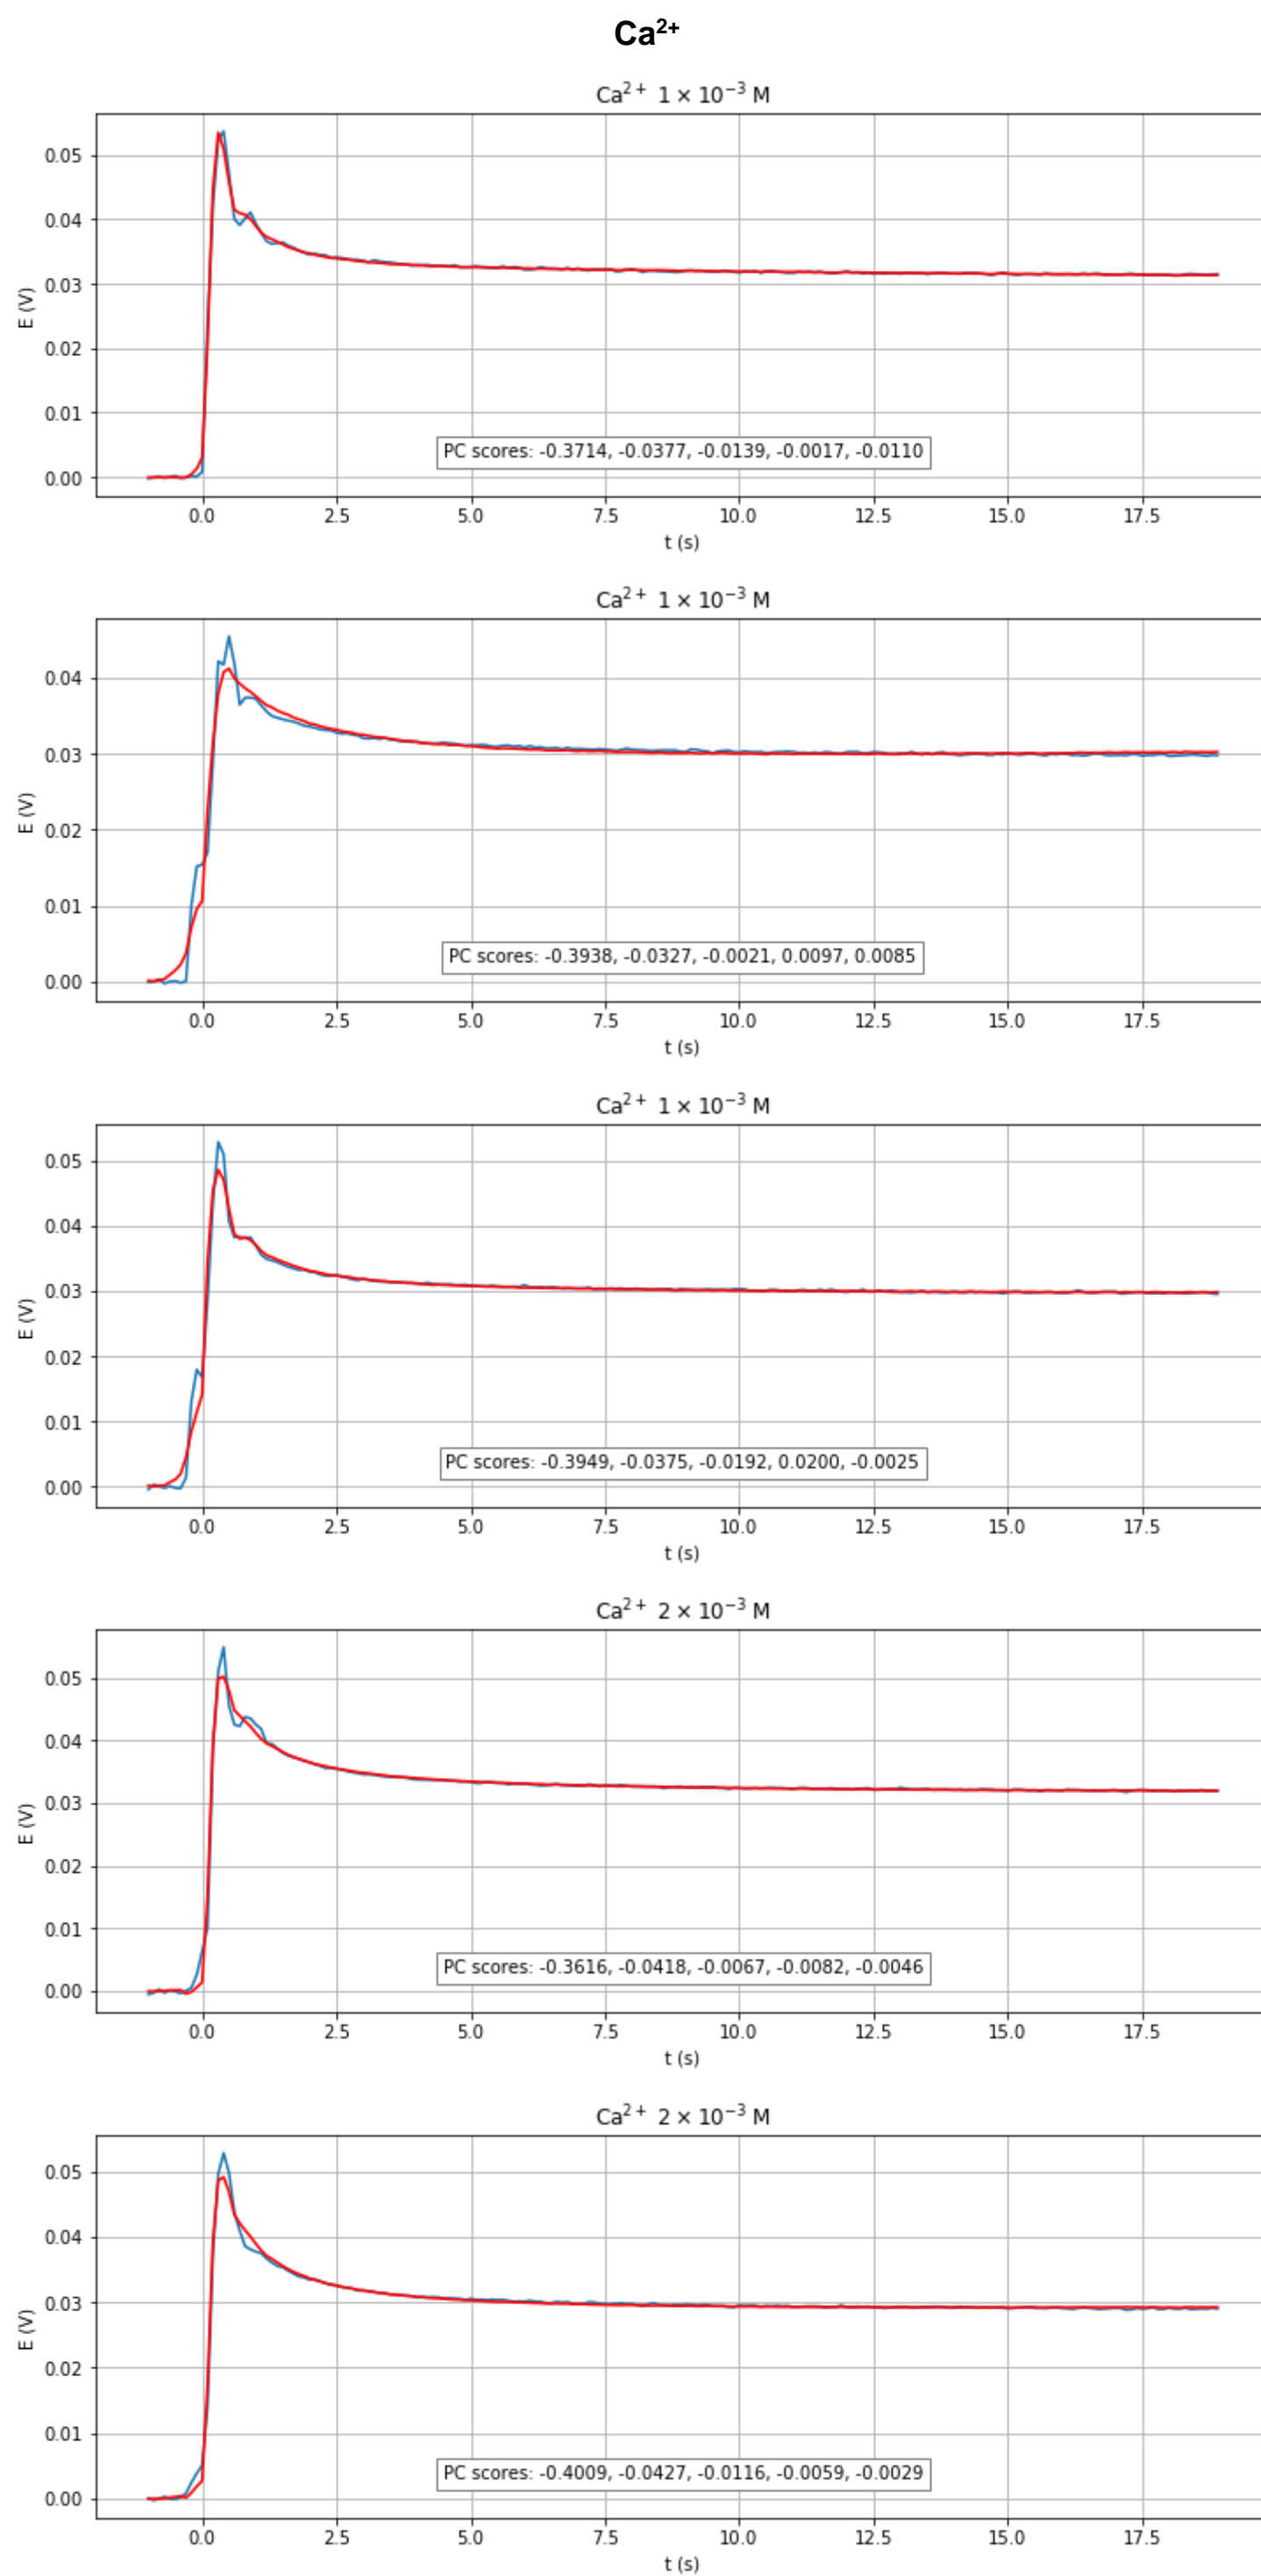 Ca²⁺
Ca²⁺ 1 × 10⁻³ M
0.05
0.04
0.03
0.02
0.01
0.00
E (V)
PC scores: -0.3714, -0.0377, -0.0139, -0.0017, -0.0110
0.0 2.5 5.0 7.5 10.0 12.5 15.0 17.5
t (s)
Ca²⁺ 1 × 10⁻³ M
0.04
0.03
0.02
0.01
0.00
E (V)
PC scores: -0.3938, -0.0327, -0.0021, 0.0097, 0.0085
0.0 2.5 5.0 7.5 10.0 12.5 15.0 17.5
t (s)
Ca²⁺ 1 × 10⁻³ M
0.05
0.04
0.03
0.02
0.01
0.00
E (V)
PC scores: -0.3949, -0.0375, -0.0192, 0.0200, -0.0025
0.0 2.5 5.0 7.5 10.0 12.5 15.0 17.5
t (s)
Ca²⁺ 2 × 10⁻³ M
0.05
0.04
0.03
0.02
0.01
0.00
E (V)
PC scores: -0.3616, -0.0418, -0.0067, -0.0082, -0.0046
0.0 2.5 5.0 7.5 10.0 12.5 15.0 17.5
t (s)
Ca²⁺ 2 × 10⁻³ M
0.05
0.04
0.03
0.02
0.01
0.00
E (V)
PC scores: -0.4009, -0.0427, -0.0116, -0.0059, -0.0029
0.0 2.5 5.0 7.5 10.0 12.5 15.0 17.5
t (s)